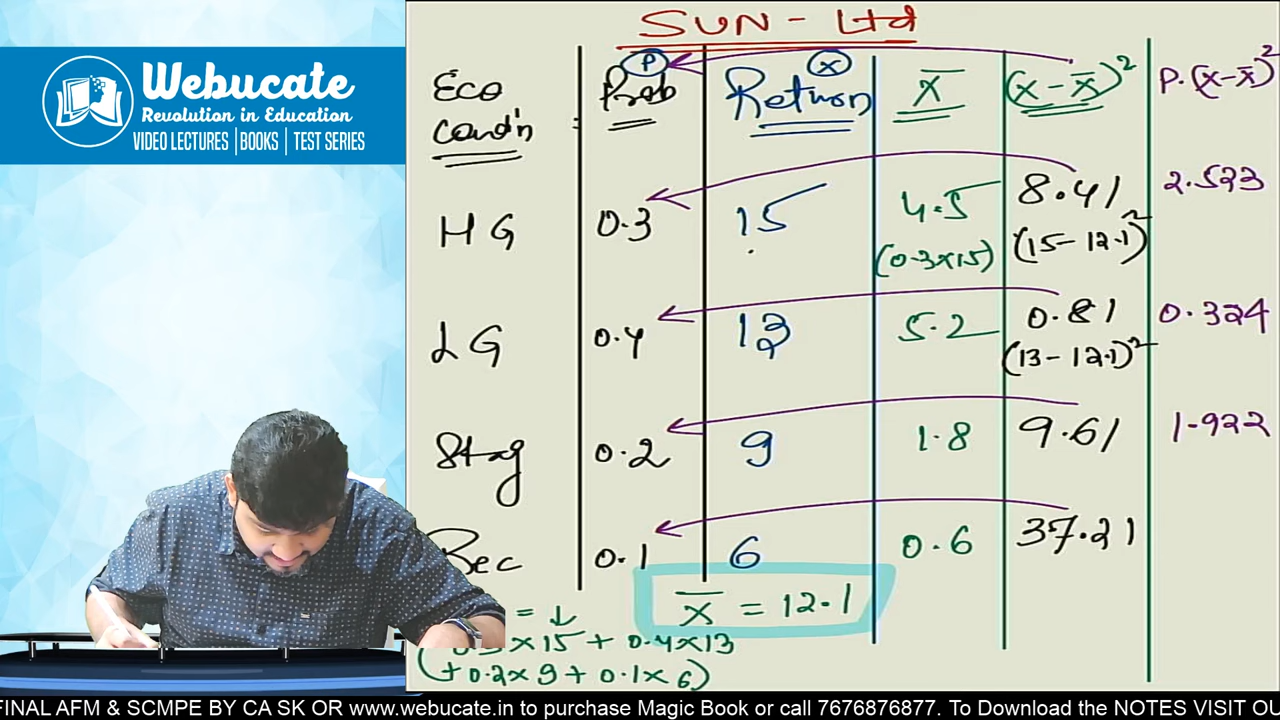 Webucate
Revolution in Education
VIDEO LECTURES | BOOKS | TEST SERIES
SUN - Ltd
Eco Cond'n : Prob (P) Return (x) x̅ (x-x̅)² P.(x-x̅)²
HG 0.3 15 4.5 8.41 2.523
(0.3×15) (15-12.1)²
LG 0.4 13 5.2 0.81 0.324
(13-12.1)²
Stag 0.2 9 1.8 9.61 1.922
Rec 0.1 6 0.6 37.21
x̅ = 12.1
= ↓
×15 + 0.4×13
(+0.2×9 + 0.1×6)
FINAL AFM & SCMPE BY CA SK OR www.webucate.in to purchase Magic Book or call 7676876877. To Download the NOTES VISIT OU